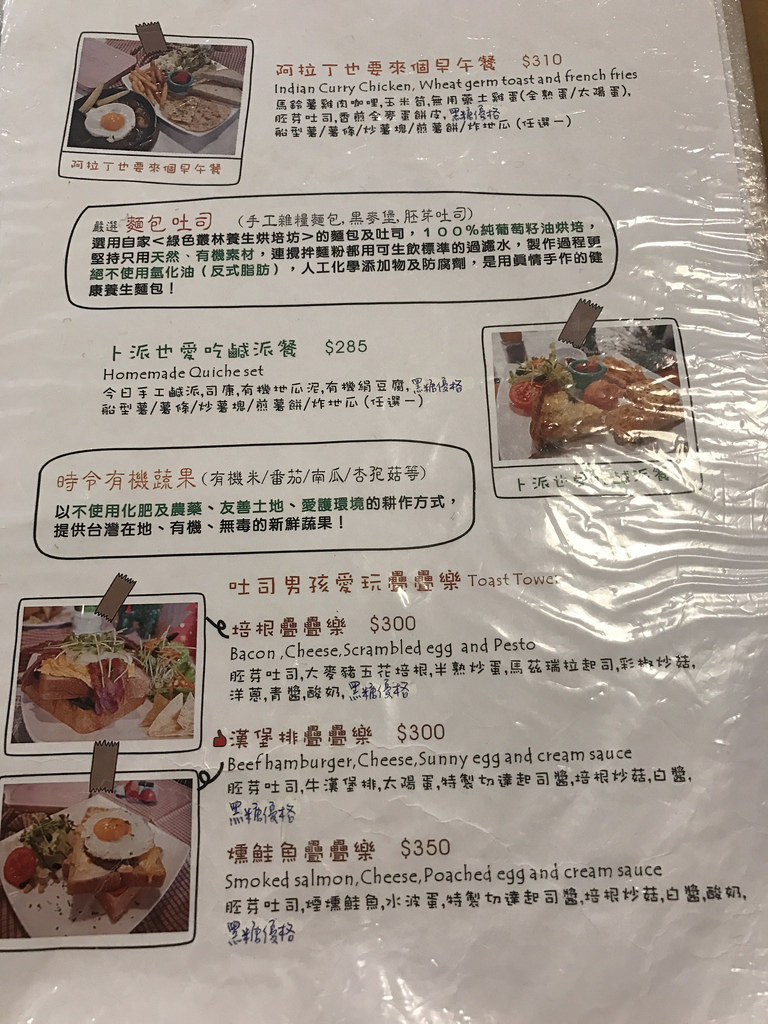 阿拉丁也要來個早午餐 $310
Indian Curry Chicken, Wheat germ toast and french fries
馬鈴薯雞肉咖哩,玉米筍,無用藥土雞蛋(全熟蛋/太陽蛋),
胚芽吐司,香煎全麥蛋餅皮,黑糖優格
船型薯/薯條/炒薯塊/煎薯餅/炸地瓜(任選一)
阿拉丁也要來個早午餐
嚴選 麵包吐司 (手工雜糧麵包,黑麥堡,胚芽吐司)
選用自家<綠色叢林養生烘培坊>的麵包及吐司,100%純葡萄籽油烘培,
堅持只用天然、有機素材,連攪拌麵粉都用可生飲標準的過濾水,製作過程更
絕不使用氫化油(反式脂肪),人工化學添加物及防腐劑,是用真情手作的健
康養生麵包!
卜派也愛吃鹹派餐 $285
Homemade Quiche set
今日手工鹹派,司康,有機地瓜泥,有機絹豆腐,黑糖優格
船型薯/薯條/炒薯塊/煎薯餅/炸地瓜(任選一)
卜派也愛吃鹹派餐
時令有機蔬果(有機米/番茄/南瓜/杏孢菇等)
以不使用化肥及農藥、友善土地、愛護環境的耕作方式,
提供台灣在地、有機、無毒的新鮮蔬果!
吐司男孩愛玩疊疊樂 Toast Tower
培根疊疊樂 $300
Bacon ,Cheese,Scrambled egg and Pesto
胚芽吐司,大麥豬五花培根,半熟炒蛋,馬茲瑞拉起司,彩椒炒菇,
洋蔥,青醬,酸奶,黑糖優格
漢堡排疊疊樂 $300
Beef hamburger,Cheese,Sunny egg and cream sauce
胚芽吐司,牛漢堡排,太陽蛋,特製切達起司醬,培根炒菇,白醬,
黑糖優格
燻鮭魚疊疊樂 $350
Smoked salmon,Cheese,Poached egg and cream sauce
胚芽吐司,煙燻鮭魚,水波蛋,特製切達起司醬,培根炒菇,白醬,酸奶,
黑糖優格